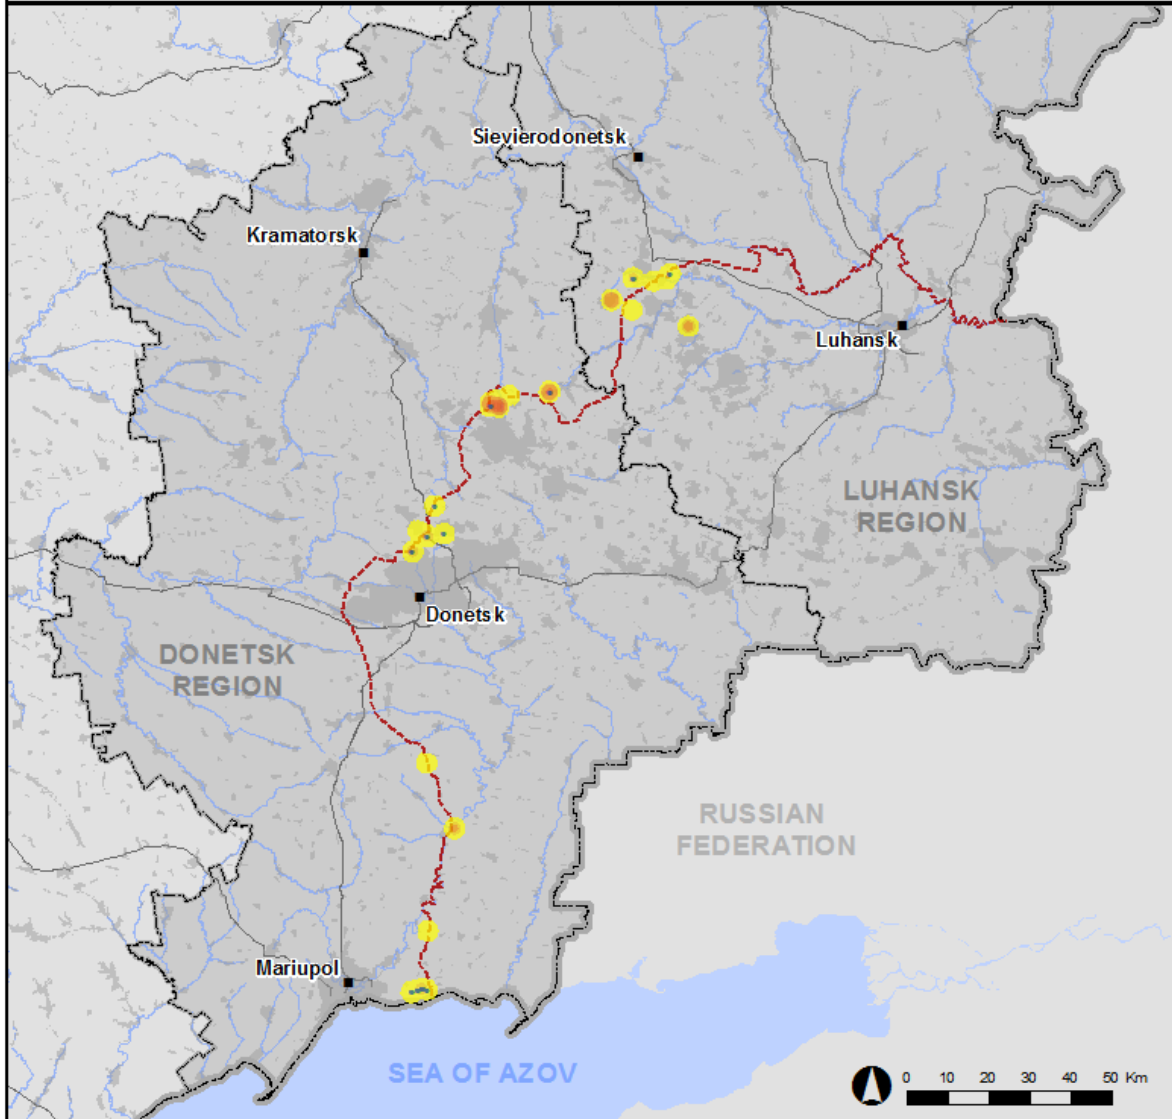 Sievierodonetsk
Kramatorsk
Luhansk
LUHANSK
REGION
Donetsk
DONETSK
REGION
RUSSIAN
FEDERATION
Mariupol
SEA OF AZOV
0 10 20 30 40 50 Km